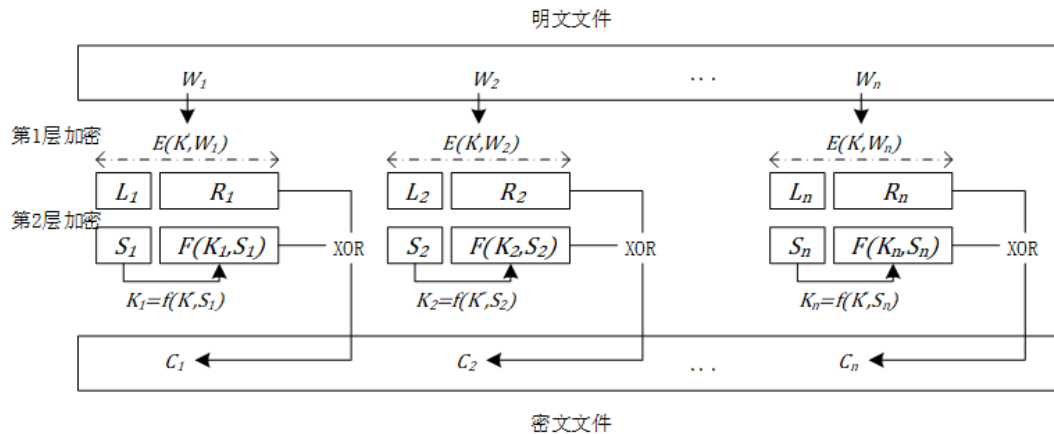 明文文件
W1 W2 ... Wn
第1层加密
E(K,W1) E(K,W2) E(K,Wn)
L1 R1 L2 R2 Ln Rn
第2层加密
S1 F(K1,S1) XOR S2 F(K2,S2) XOR Sn F(Kn,Sn) XOR
K1=f(K,S1) K2=f(K,S2) Kn=f(K,Sn)
C1 C2 ... Cn
密文文件